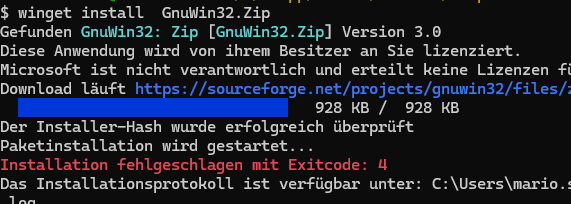 $ winget install  GnuWin32.Zip
Gefunden GnuWin32: Zip [GnuWin32.Zip] Version 3.0
Diese Anwendung wird von ihrem Besitzer an Sie lizenziert.
Microsoft ist nicht verantwortlich und erteilt keine Lizenzen fü
Download läuft https://sourceforge.net/projects/gnuwin32/files/z
928 KB /  928 KB
Der Installer-Hash wurde erfolgreich überprüft
Paketinstallation wird gestartet...
Installation fehlgeschlagen mit Exitcode: 4
Das Installationsprotokoll ist verfügbar unter: C:\Users\mario.s
log